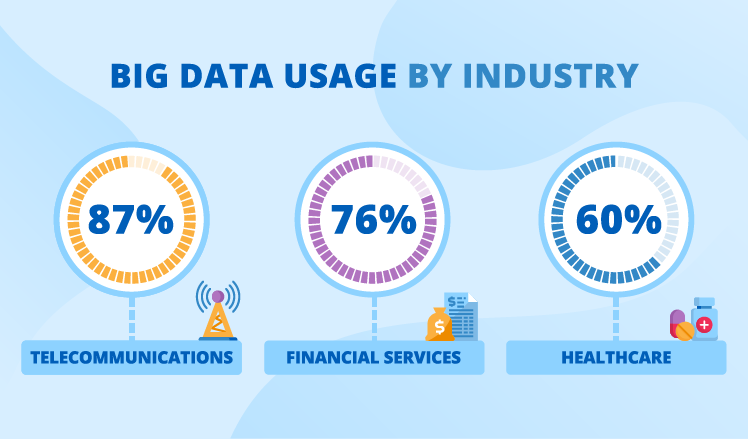 BIG DATA USAGE BY INDUSTRY
87%
76%
60%
$
$
TELECOMMUNICATIONS
FINANCIAL SERVICES
HEALTHCARE